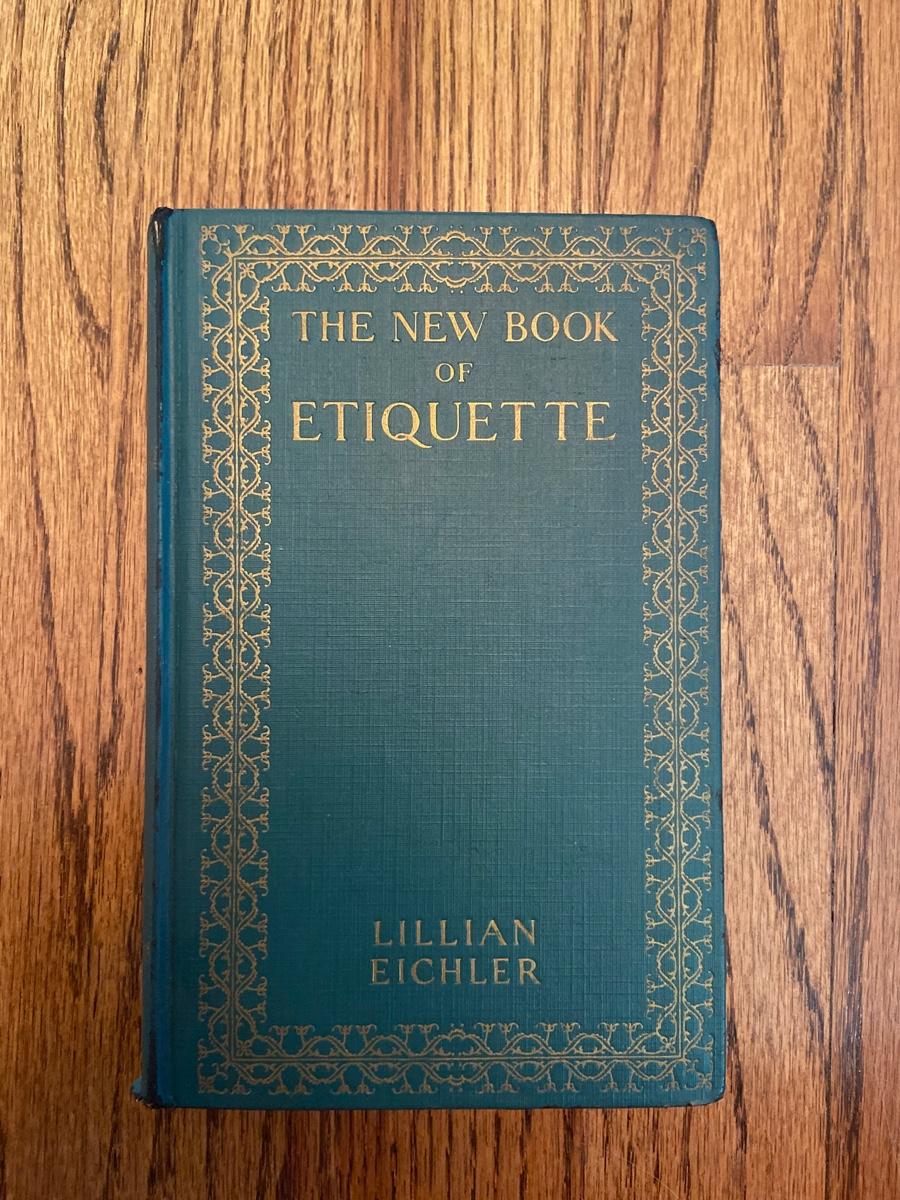 THE NEW BOOK
OF
ETIQUETTE
LILLIAN
EICHLER